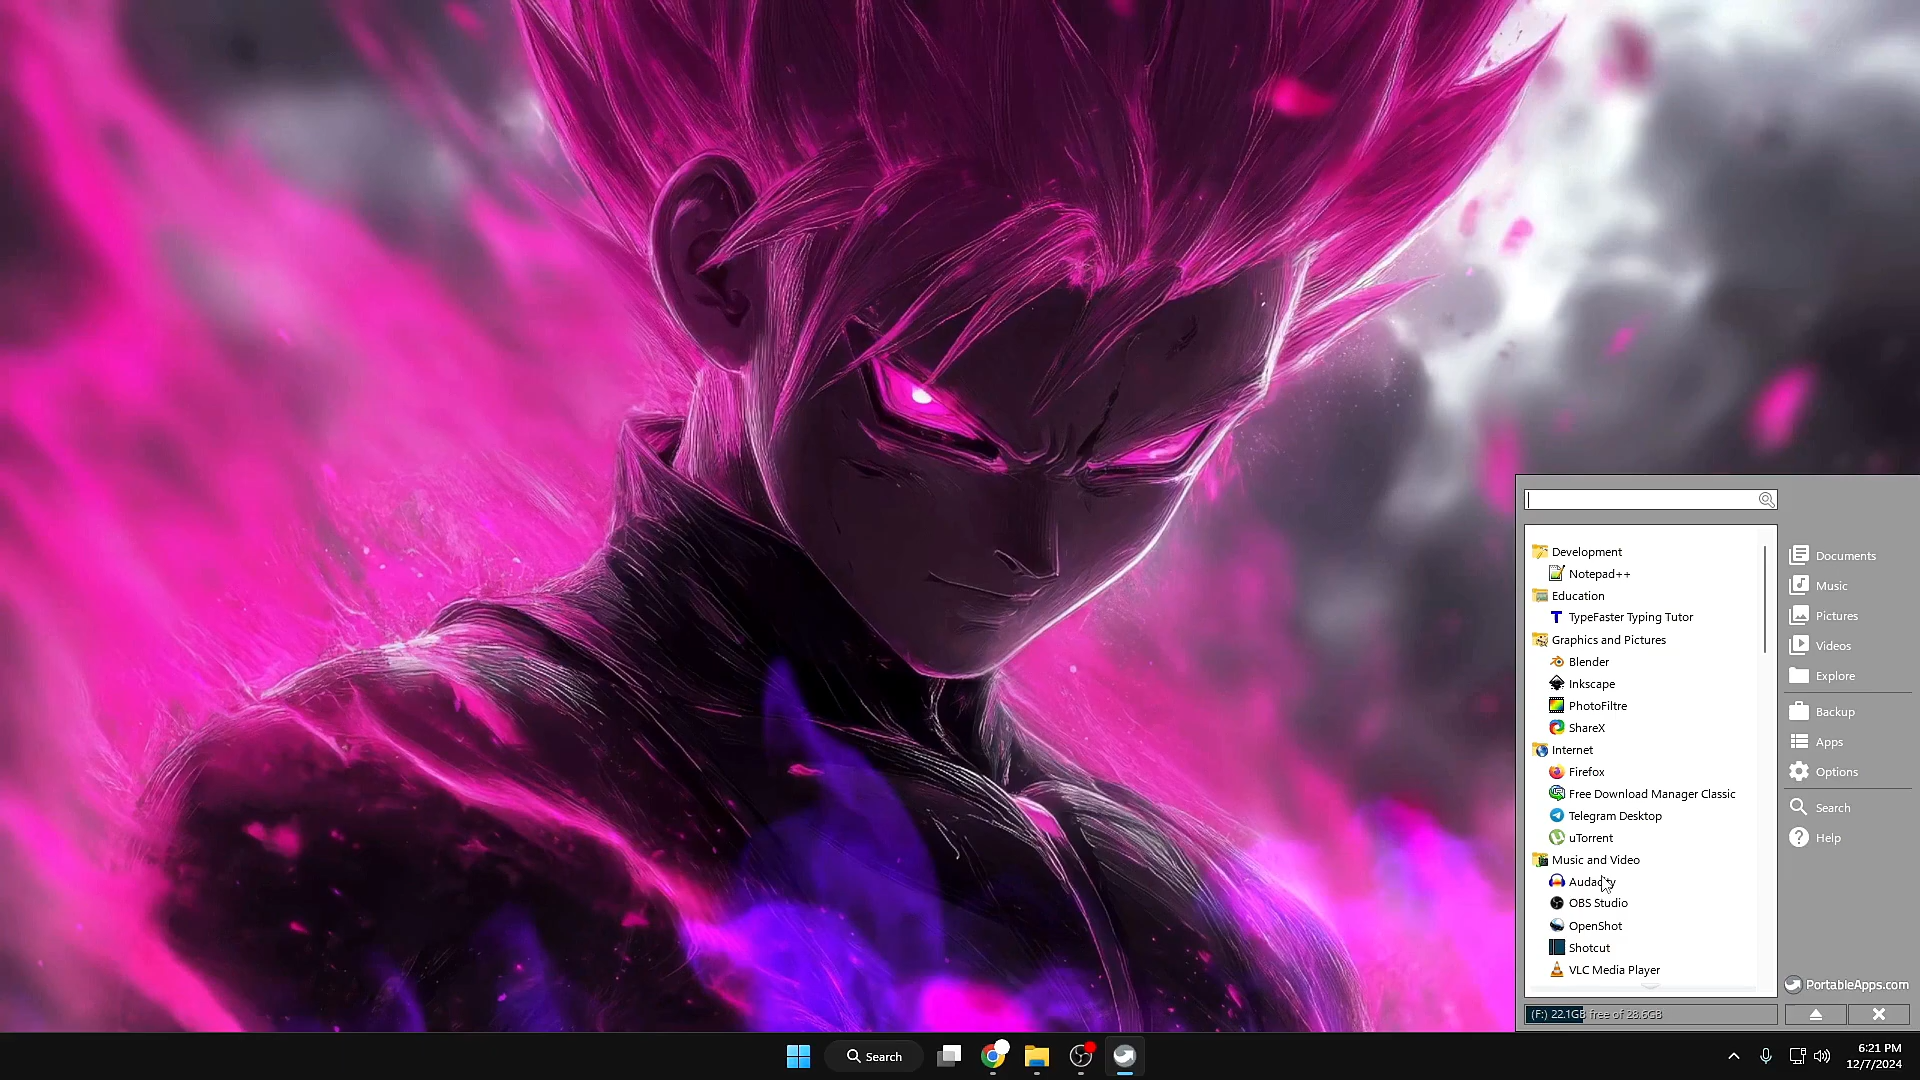 Development
Notepad++
Education
TypeFaster Typing Tutor
Graphics and Pictures
Blender
Inkscape
PhotoFiltre
ShareX
Internet
Firefox
Free Download Manager Classic
Telegram Desktop
uTorrent
Music and Video
Audacity
OBS Studio
OpenShot
Shotcut
VLC Media Player
(F:) 22.1GB free of 28.6GB
Documents
Music
Pictures
Videos
Explore
Backup
Apps
Options
Search
Help
PortableApps.com
Search
6:21 PM
12/7/2024